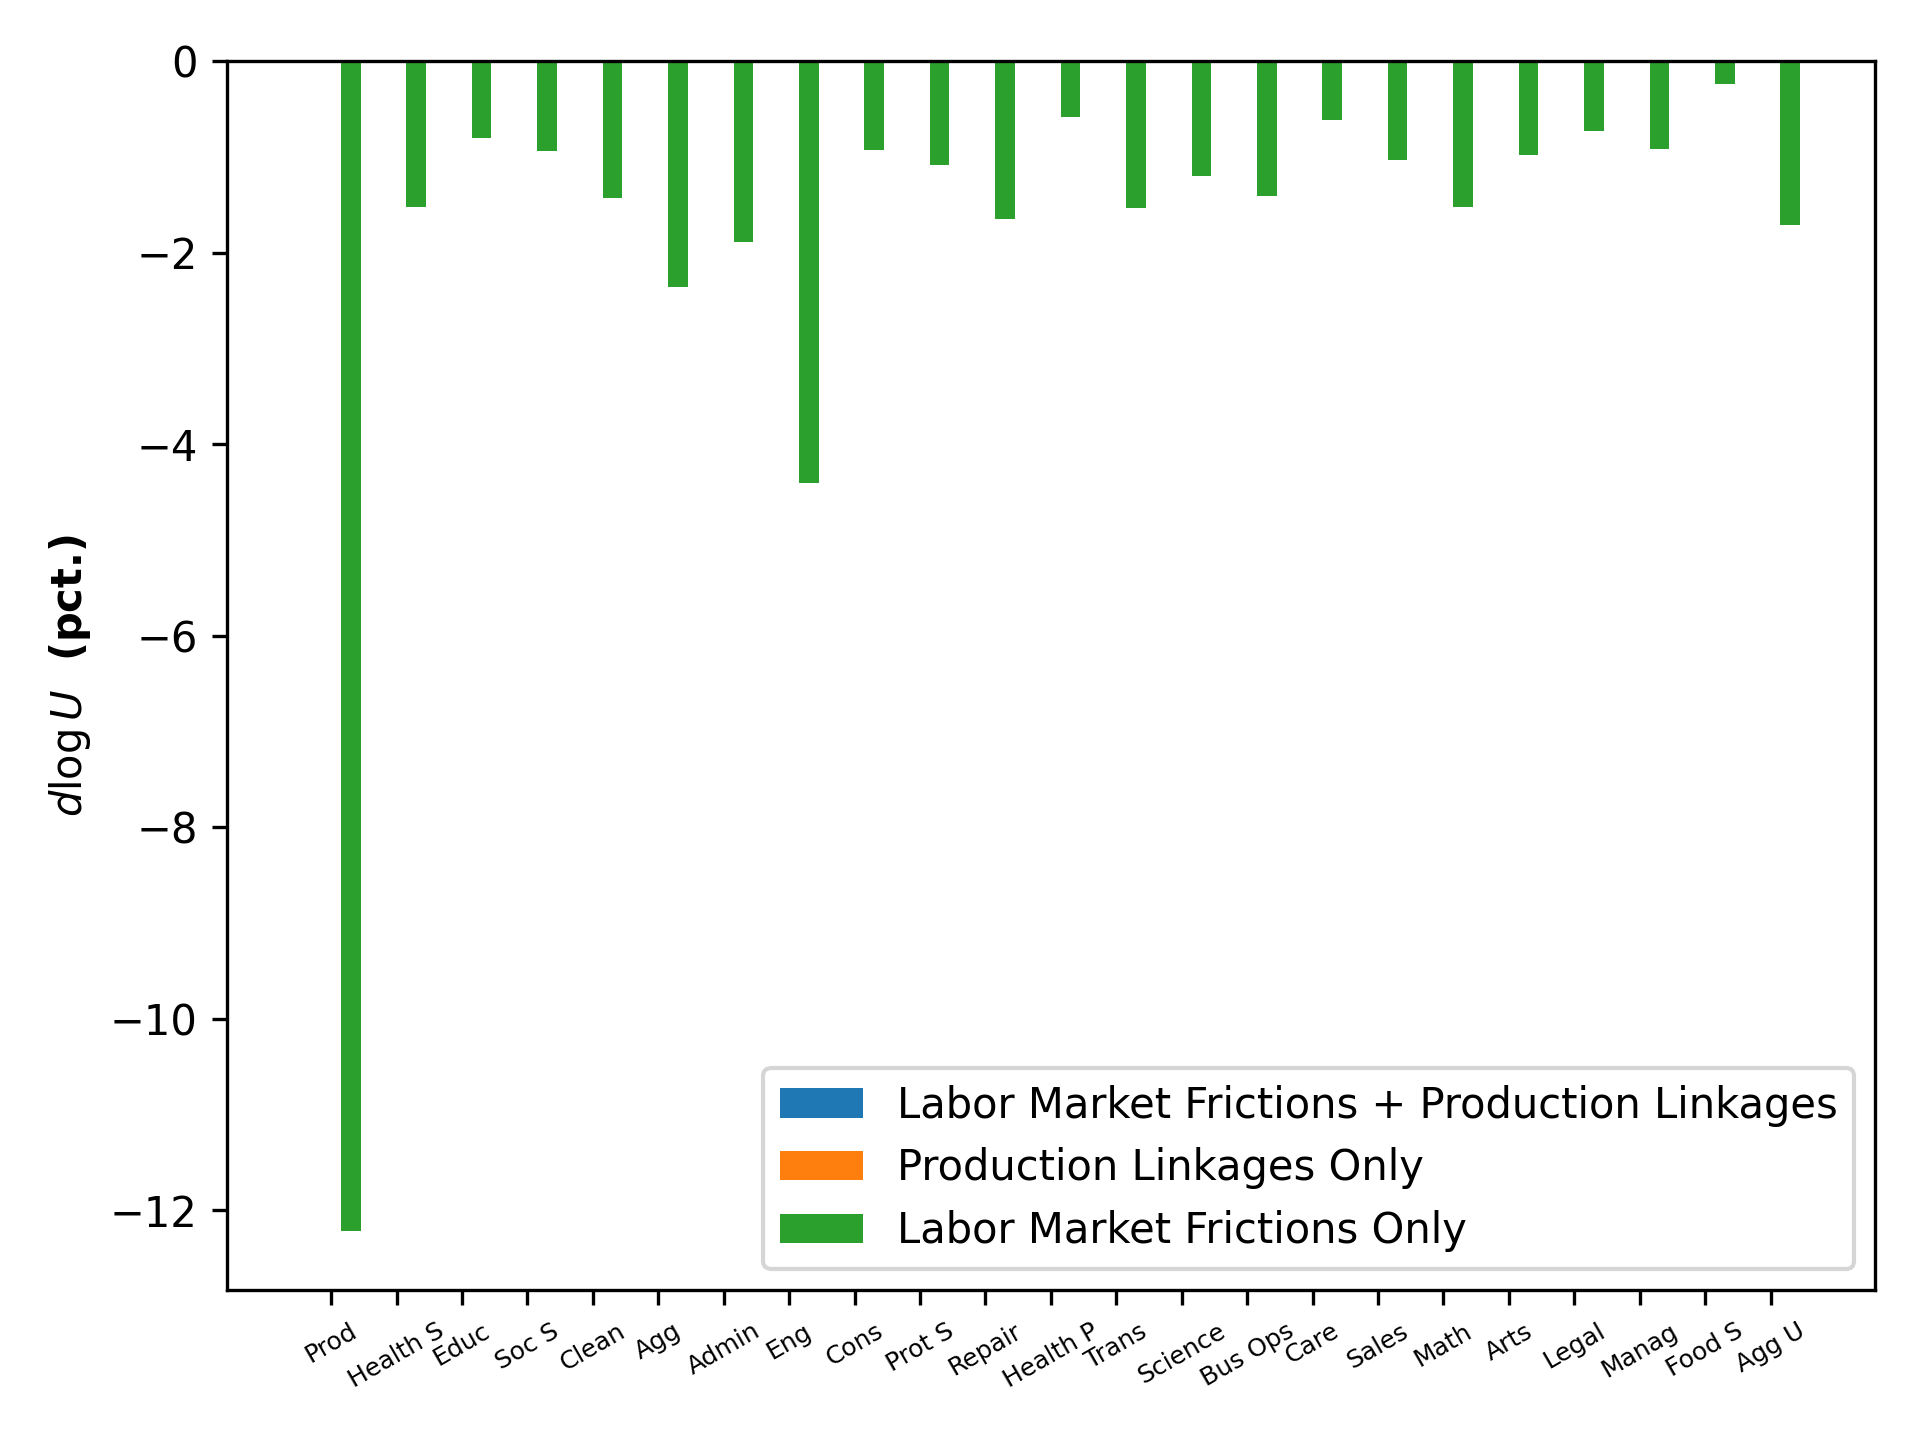 0
−2
−4
−6
−8
−10
−12
dlog U (pct.)
Labor Market Frictions + Production Linkages
Production Linkages Only
Labor Market Frictions Only
Prod
Health S
Educ
Soc S
Clean
Agg
Admin
Eng
Cons
Prot S
Repair
Health P
Trans
Science
Bus Ops
Care
Sales
Math
Arts
Legal
Manag
Food S
Agg U